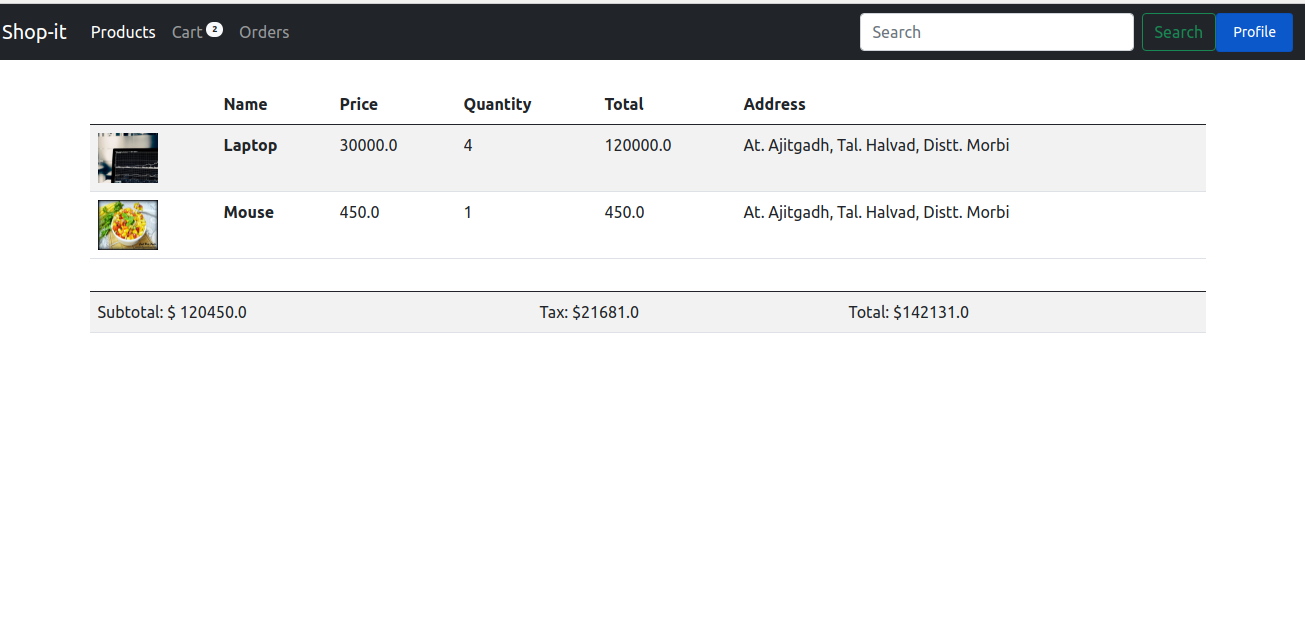 Shop-it Products Cart 2 Orders Search Search Profile
Name Price Quantity Total Address
Laptop 30000.0 4 120000.0 At. Ajitgadh, Tal. Halvad, Distt. Morbi
Mouse 450.0 1 450.0 At. Ajitgadh, Tal. Halvad, Distt. Morbi
Subtotal: $ 120450.0 Tax: $21681.0 Total: $142131.0